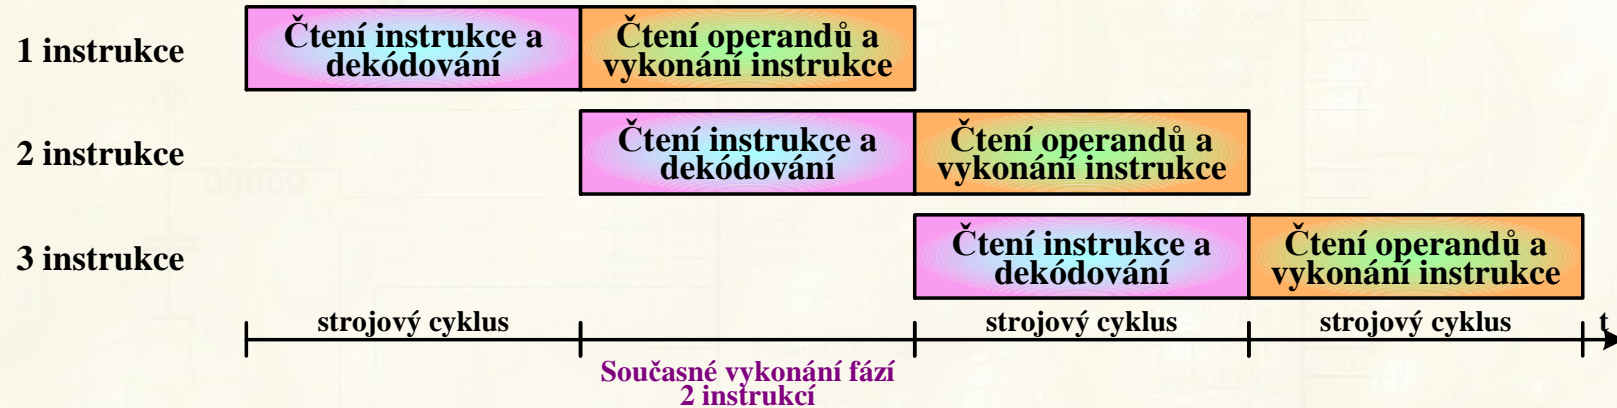 1 instrukce
Čtení instrukce a
dekódování
Čtení operandů a
vykonání instrukce
2 instrukce
Čtení instrukce a
dekódování
Čtení operandů a
vykonání instrukce
3 instrukce
Čtení instrukce a
dekódování
Čtení operandů a
vykonání instrukce
strojový cyklus
strojový cyklus
strojový cyklus
t
Současné vykonání fází
2 instrukcí